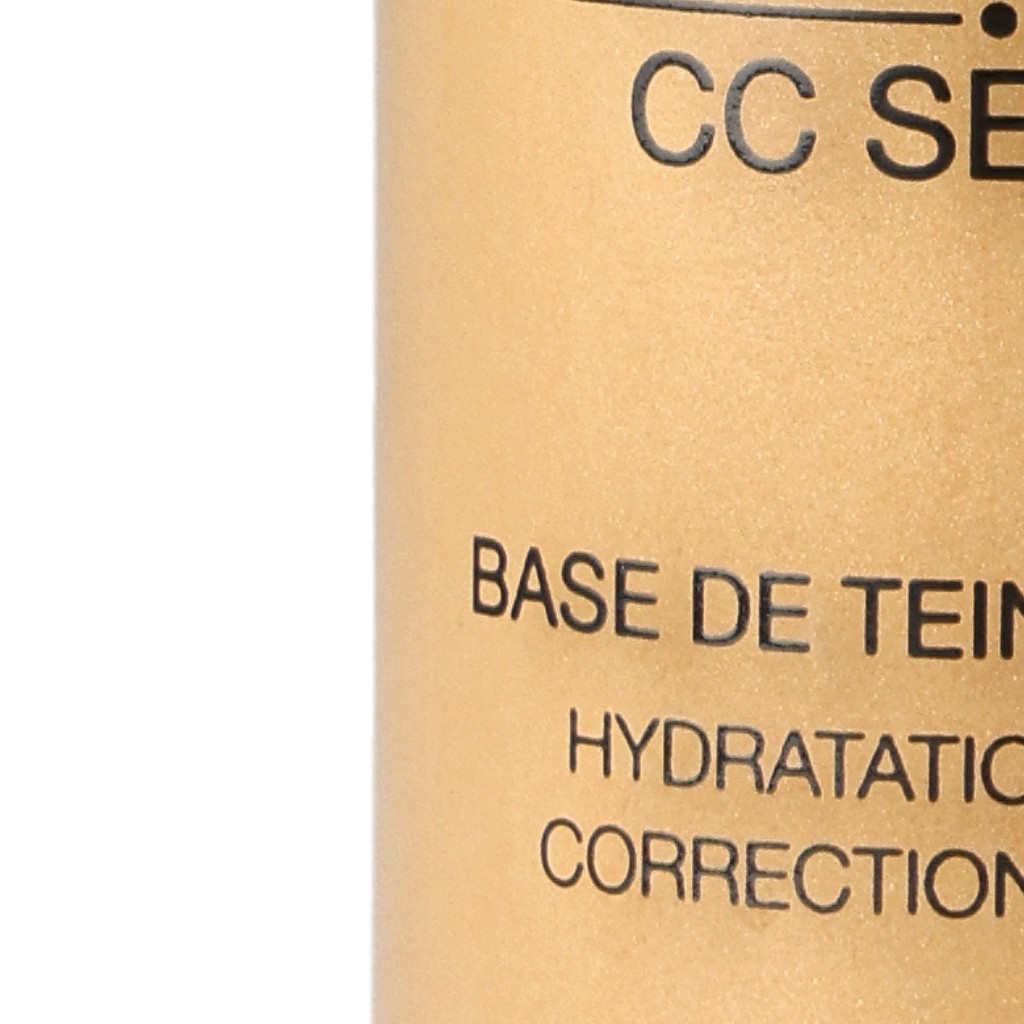 CC SE
BASE DE TEIN
HYDRATATIO
CORRECTION